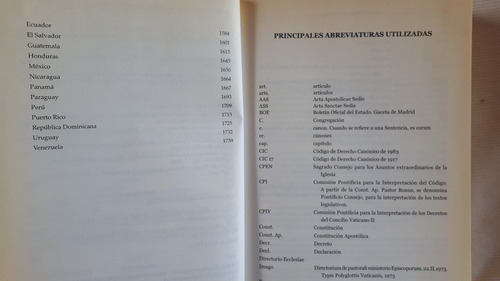 Ecuador 1584
El Salvador 1601
Guatemala 1615
Honduras 1645
México 1656
Nicaragua 1664
Panamá 1667
Paraguay 1693
Perú 1709
Puerto Rico 1715
República Dominicana 1725
Uruguay 1732
Venezuela 1739
PRINCIPALES ABREVIATURAS UTILIZADAS
art. artículo
arts. artículos
AAS Acta Apostolicae Sedis
ASS Acta Sanctae Sedis
BOE Boletín Oficial del Estado. Gaceta de Madrid
C. Congregación
c. canon. Cuando se refiere a una Sentencia, es coram
cap. capítulo
cc. cánones
CIC Código de Derecho Canónico de 1983
CIC 17 Código de Derecho Canónico de 1917
CPEN Sagrado Consejo para los Asuntos extraordinarios de la
Iglesia
CPI Comisión Pontificia para la Interpretación del Código.
A partir de la Const. Ap. Pastor Bonus, se denomina
Pontificio Consejo, para la interpretación de los textos
legislativos.
CPIV Comisión Pontificia para la Interpretación de los Decretos
del Concilio Vaticano II
Const. Constitución
Const. Ap. Constitución Apostólica
Decr. Decreto
Decl. Declaración
Directorio Ecclesiae
Imago Directorium de pastorali ministerio Episcoporum, 22.II.1973.
Typis Polyglottis Vaticanis, 1973